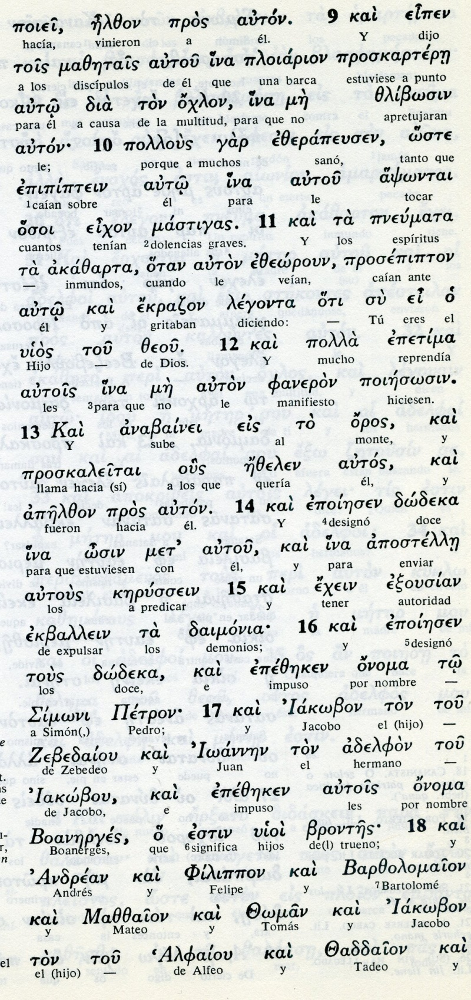 ποιεῖ, ἦλθον πρὸς αὐτόν. 9 καὶ εἶπεν
hacía, vinieron a él. Y dijo
τοῖς μαθηταῖς αὐτοῦ ἵνα πλοιάριον προσκαρτέρῃ
a los discípulos de él que una barca estuviese a punto
αὐτῷ διὰ τὸν ὄχλον, ἵνα μὴ θλίβωσιν
para él a causa de la multitud, para que no apretujaran
αὐτόν· 10 πολλοὺς γὰρ ἐθεράπευσεν, ὥστε
le; porque a muchos sanó, tanto que
ἐπιπίπτειν αὐτῷ ἵνα αὐτοῦ ἅψωνται
1caían sobre él para le tocar
ὅσοι εἶχον μάστιγας. 11 καὶ τὰ πνεύματα
cuantos tenían 2dolencias graves. Y los espíritus
τὰ ἀκάθαρτα, ὅταν αὐτὸν ἐθεώρουν, προσέπιπτον
— inmundos, cuando le veían, caían ante
αὐτῷ καὶ ἔκραζον λέγοντα ὅτι σὺ εἶ ὁ
él y gritaban diciendo: — Tú eres el
υἱὸς τοῦ θεοῦ. 12 καὶ πολλὰ ἐπετίμα
Hijo — de Dios. Y mucho reprendía
αὐτοῖς ἵνα μὴ αὐτὸν φανερὸν ποιήσωσιν.
les 3para que no le manifiesto hiciesen.
13 Καὶ ἀναβαίνει εἰς τὸ ὄρος, καὶ
Y sube al monte, y
προσκαλεῖται οὓς ἤθελεν αὐτός, καὶ
llama hacia (sí) a los que quería él, y
ἀπῆλθον πρὸς αὐτόν. 14 καὶ ἐποίησεν δώδεκα
fueron hacia él. Y 4designó doce
ἵνα ὦσιν μετ’ αὐτοῦ, καὶ ἵνα ἀποστέλλῃ
para que estuviesen con él, y para enviar
αὐτοὺς κηρύσσειν 15 καὶ ἔχειν ἐξουσίαν
los a predicar y tener autoridad
ἐκβαλλειν τὰ δαιμόνια· 16 καὶ ἐποίησεν
de expulsar los demonios; y 5designó
τοὺς δώδεκα, καὶ ἐπέθηκεν ὄνομα τῷ
los doce, e impuso por nombre —
Σίμωνι Πέτρον· 17 καὶ Ἰάκωβον τὸν τοῦ
a Simón(,) Pedro; y Jacobo el (hijo) —
Ζεβεδαίου καὶ Ἰωάννην τὸν ἀδελφὸν τοῦ
de Zebedeo y Juan el hermano —
Ἰακώβου, καὶ ἐπέθηκεν αὐτοῖς ὄνομα
de Jacobo, e impuso les por nombre
Βοανηργές, ὅ ἐστιν υἱοὶ βροντῆς· 18 καὶ
Boanergés, que 6significa hijos de(l) trueno; y
Ἀνδρέαν καὶ Φίλιππον καὶ Βαρθολομαῖον
Andrés y Felipe y 7Bartolomé
καὶ Μαθθαῖον καὶ Θωμᾶν καὶ Ἰάκωβον
y Mateo y Tomás y Jacobo
τὸν τοῦ Ἁλφαίου καὶ Θαδδαῖον καὶ
el (hijo) — de Alfeo y Tadeo y